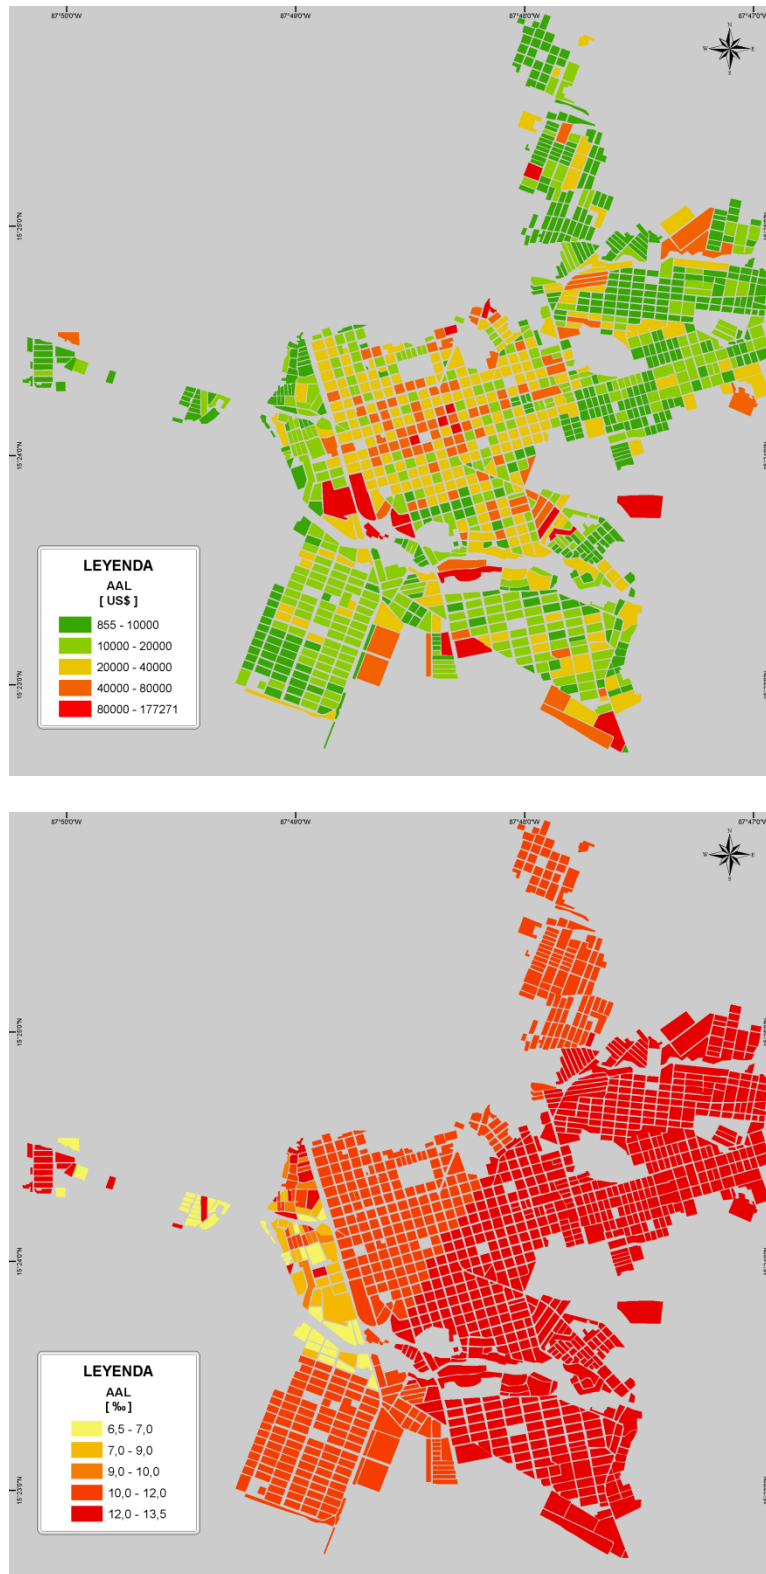 87°50'0"W 87°49'0"W 87°48'0"W 87°47'0"W
N
W E
S
15°25'0"N
15°24'0"N
15°23'0"N
LEYENDA
AAL
[ US$ ]
855 - 10000
10000 - 20000
20000 - 40000
40000 - 80000
80000 - 177271
87°50'0"W 87°49'0"W 87°48'0"W 87°47'0"W
N
W E
S
15°25'0"N
15°24'0"N
15°23'0"N
LEYENDA
AAL
[ ‰ ]
6,5 - 7,0
7,0 - 9,0
9,0 - 10,0
10,0 - 12,0
12,0 - 13,5